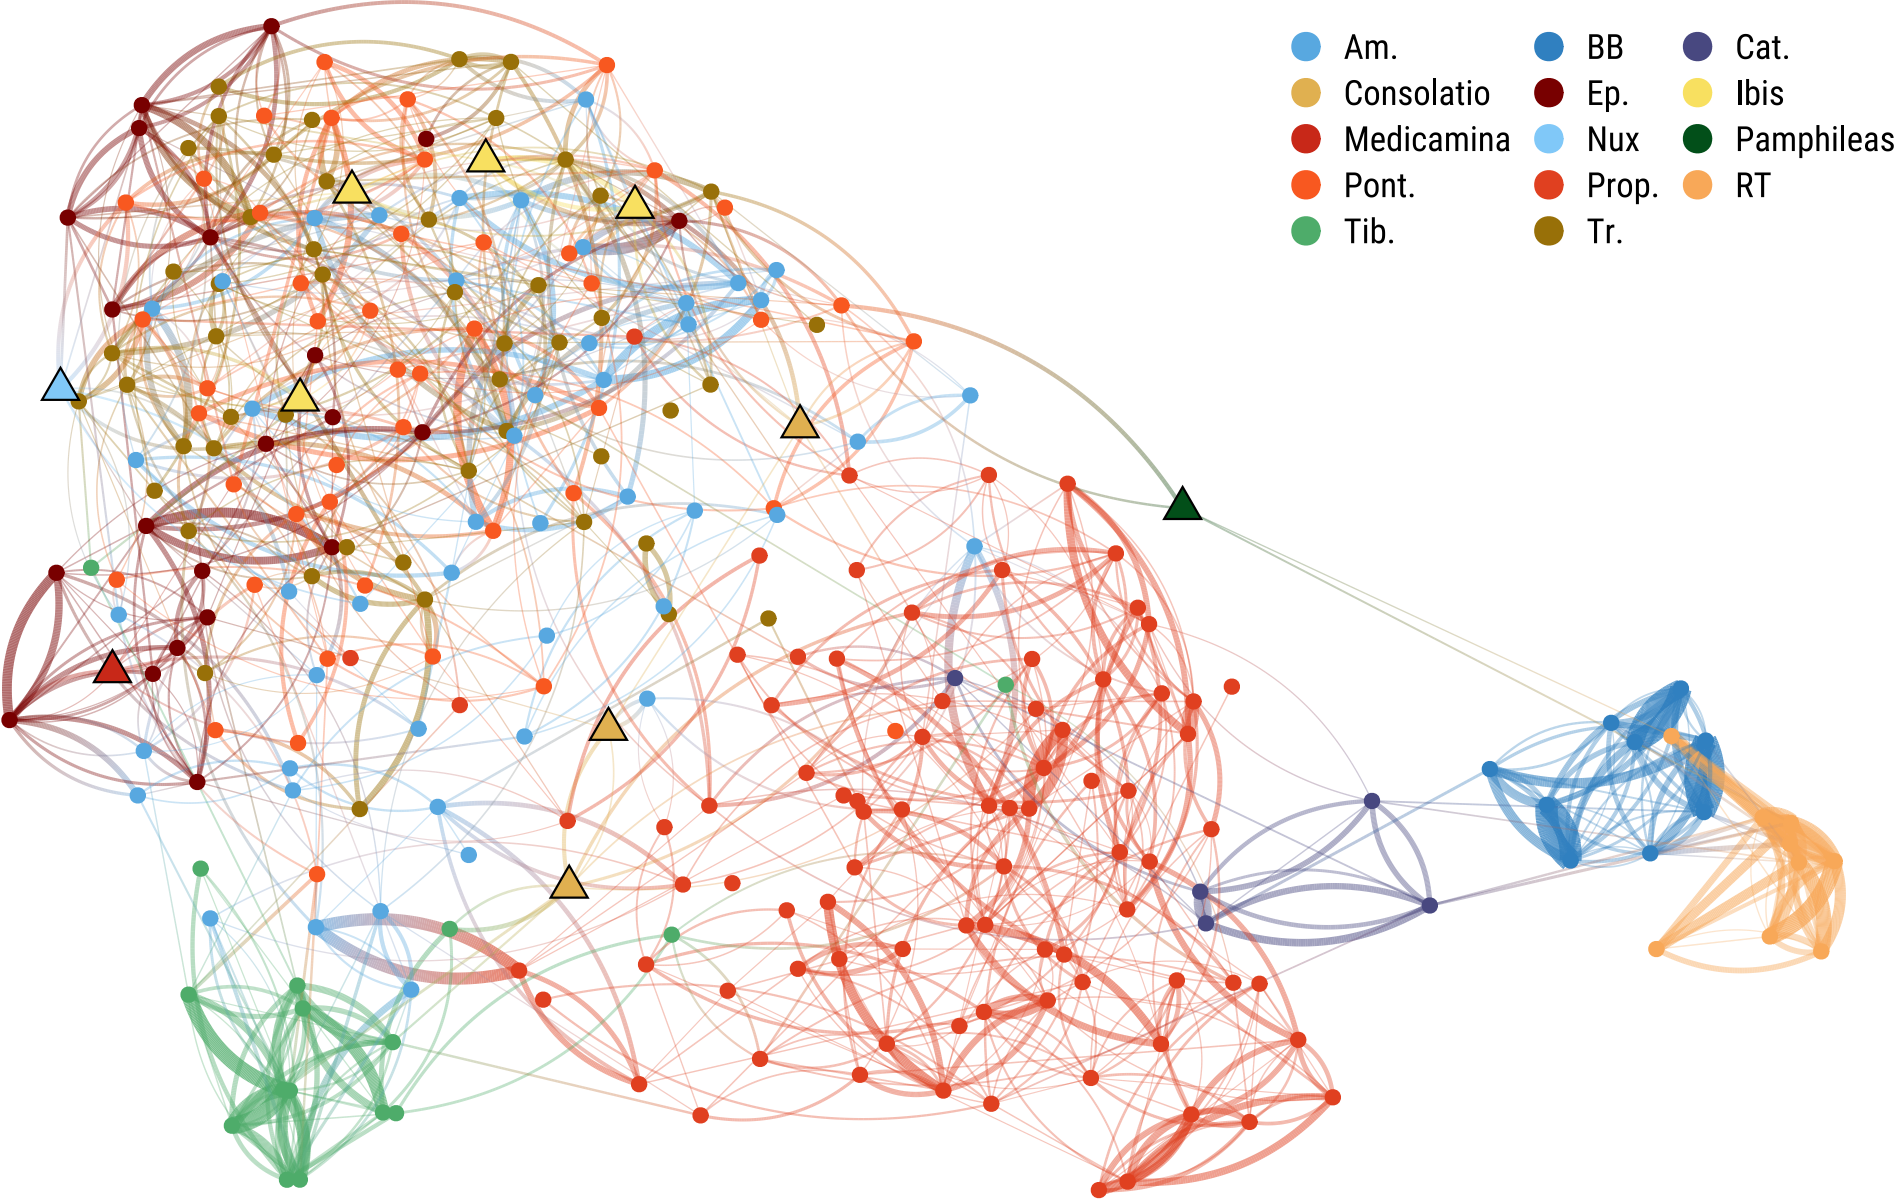 Am. BB Cat.
Consolatio Ep. Ibis
Medicamina Nux Pamphileas
Pont. Prop. RT
Tib. Tr.